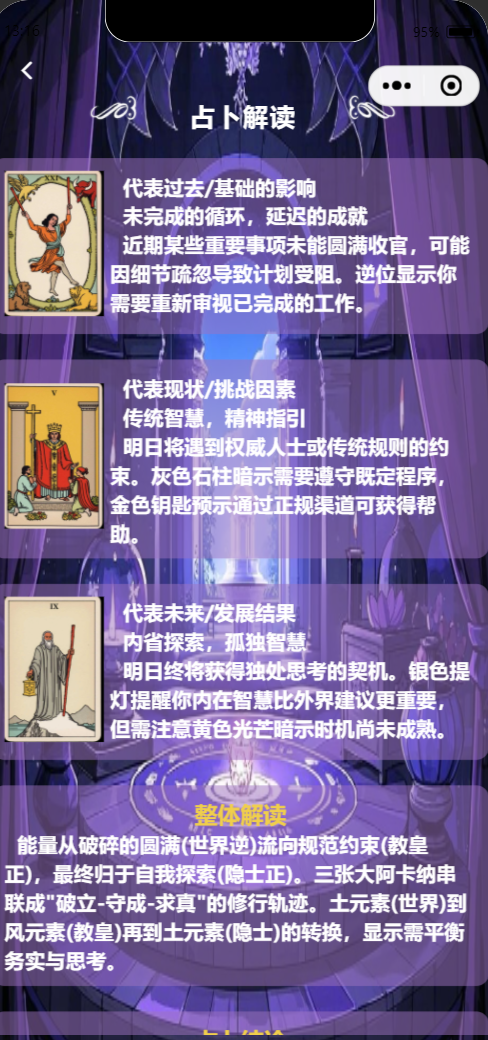 13:16
95%
占卜解读
代表过去/基础的影响
未完成的循环，延迟的成就
近期某些重要事项未能圆满收官，可能
因细节疏忽导致计划受阻。逆位显示你
需要重新审视已完成的工作。
V
代表现状/挑战因素
传统智慧，精神指引
明日将遇到权威人士或传统规则的约
束。灰色石柱暗示需要遵守既定程序，
金色钥匙预示通过正规渠道可获得帮
助。
IX
代表未来/发展结果
内省探索，孤独智慧
明日终将获得独处思考的契机。银色提
灯提醒你内在智慧比外界建议更重要，
但需注意黄色光芒暗示时机尚未成熟。
整体解读
能量从破碎的圆满(世界逆)流向规范约束(教皇
正)，最终归于自我探索(隐士正)。三张大阿卡纳串
联成"破立-守成-求真"的修行轨迹。土元素(世界)到
风元素(教皇)再到土元素(隐士)的转换，显示需平衡
务实与思考。